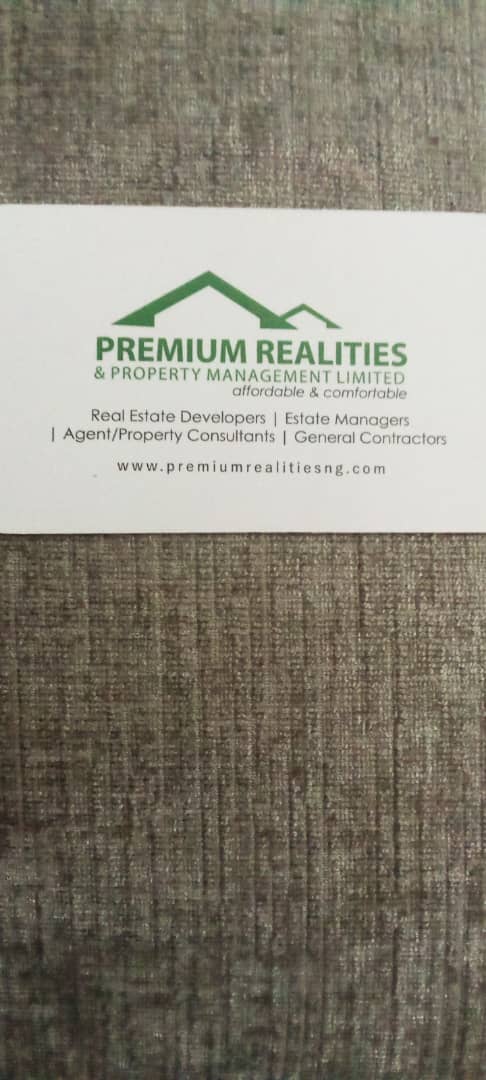 PREMIUM REALITIES
& PROPERTY MANAGEMENT LIMITED
affordable & comfortable
Real Estate Developers | Estate Managers
| Agent/Property Consultants | General Contractors
www.premiumrealitiesng.com